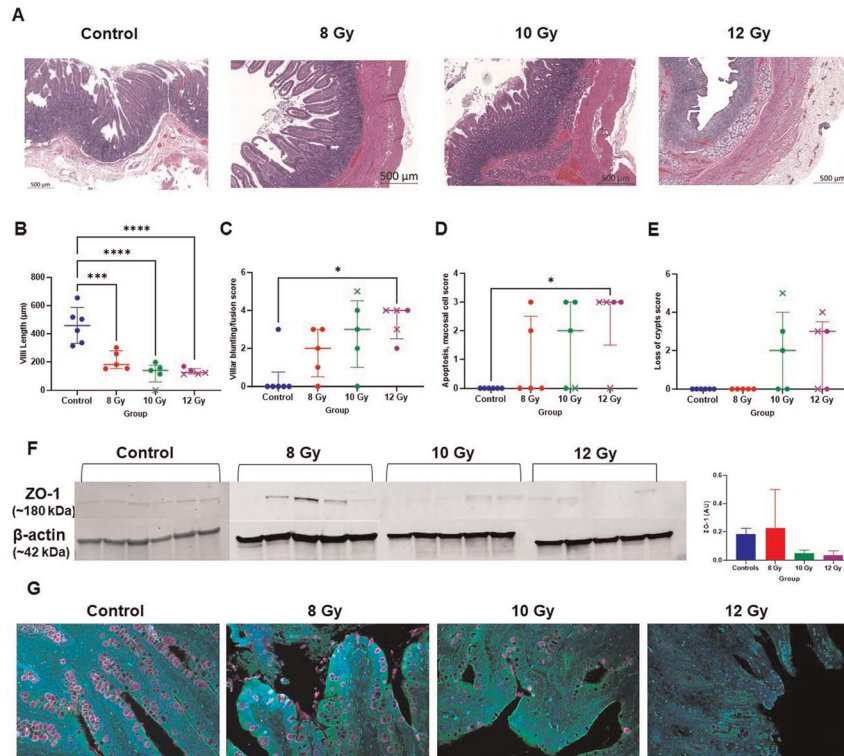 A
Control 8 Gy 10 Gy 12 Gy
500 µm 500 µm 500 µm 500 µm
B C D E
**** * *
****
***
Villi Length (µm)
800
600
400
200
0
Control 8 Gy 10 Gy 12 Gy
Group
Villar blunting/fusion score
6
4
2
0
Control 8 Gy 10 Gy 12 Gy
Group
Apoptosis, mucosal cell score
4
3
2
1
0
Control 8 Gy 10 Gy 12 Gy
Group
Loss of crypts score
6
4
2
0
Control 8 Gy 10 Gy 12 Gy
Group
F
Control 8 Gy 10 Gy 12 Gy
ZO-1
(~180 kDa)
β-actin
(~42 kDa)
ZO-1 (AU)
0.6
0.4
0.2
0.0
Controls 8 Gy 10 Gy 12 Gy
Group
G
Control 8 Gy 10 Gy 12 Gy